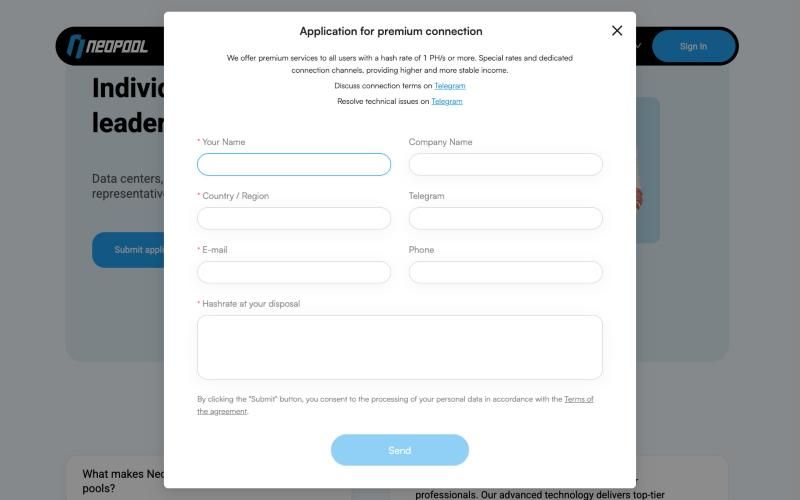 Application for premium connection
We offer premium services to all users with a hash rate of 1 PH/s or more. Special rates and dedicated
connection channels, providing higher and more stable income.
Discuss connection terms on Telegram
Resolve technical issues on Telegram
NEOPOOL
Sign In
Individ
leader
Data centers,
representative
Submit appli
* Your Name
Company Name
* Country / Region
Telegram
* E-mail
Phone
* Hashrate at your disposal
By clicking the "Submit" button, you consent to the processing of your personal data in accordance with the Terms of
the agreement.
Send
What makes Neo
pools?
professionals. Our advanced technology delivers top-tier